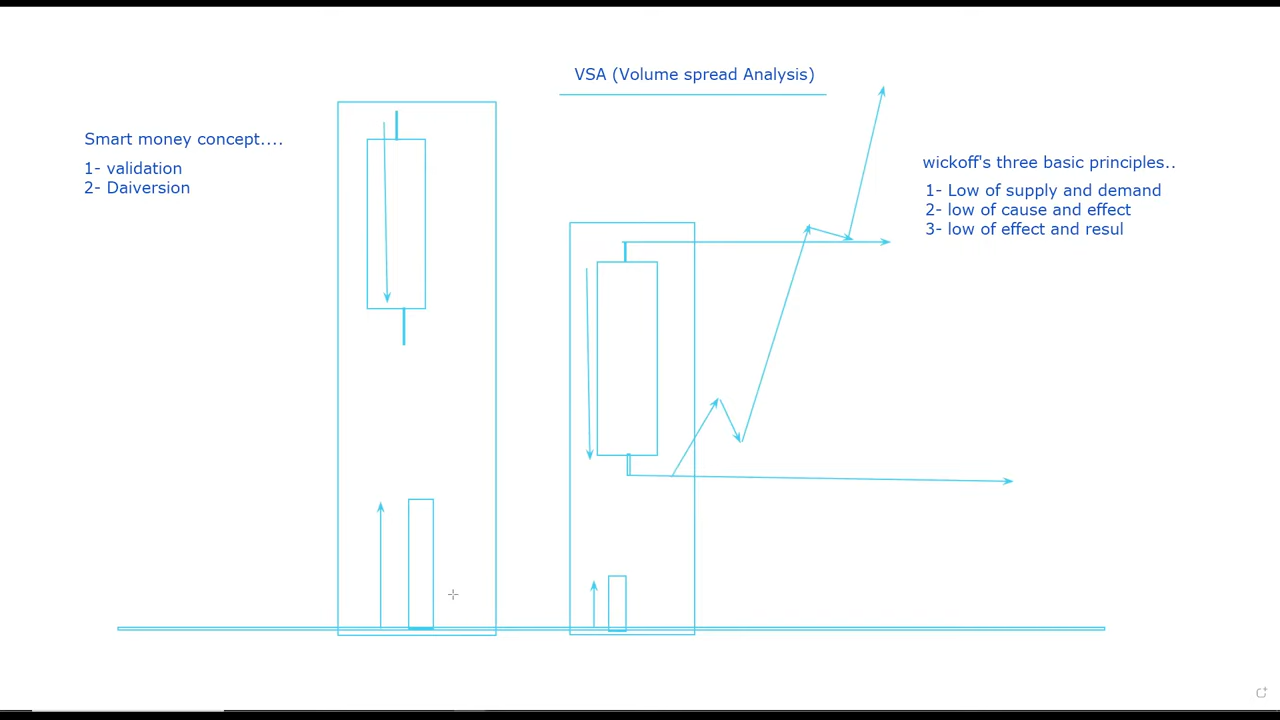 VSA (Volume spread Analysis)
Smart money concept....
1- validation
2- Daiversion
wickoff's three basic principles..
1- Low of supply and demand
2- low of cause and effect
3- low of effect and resul